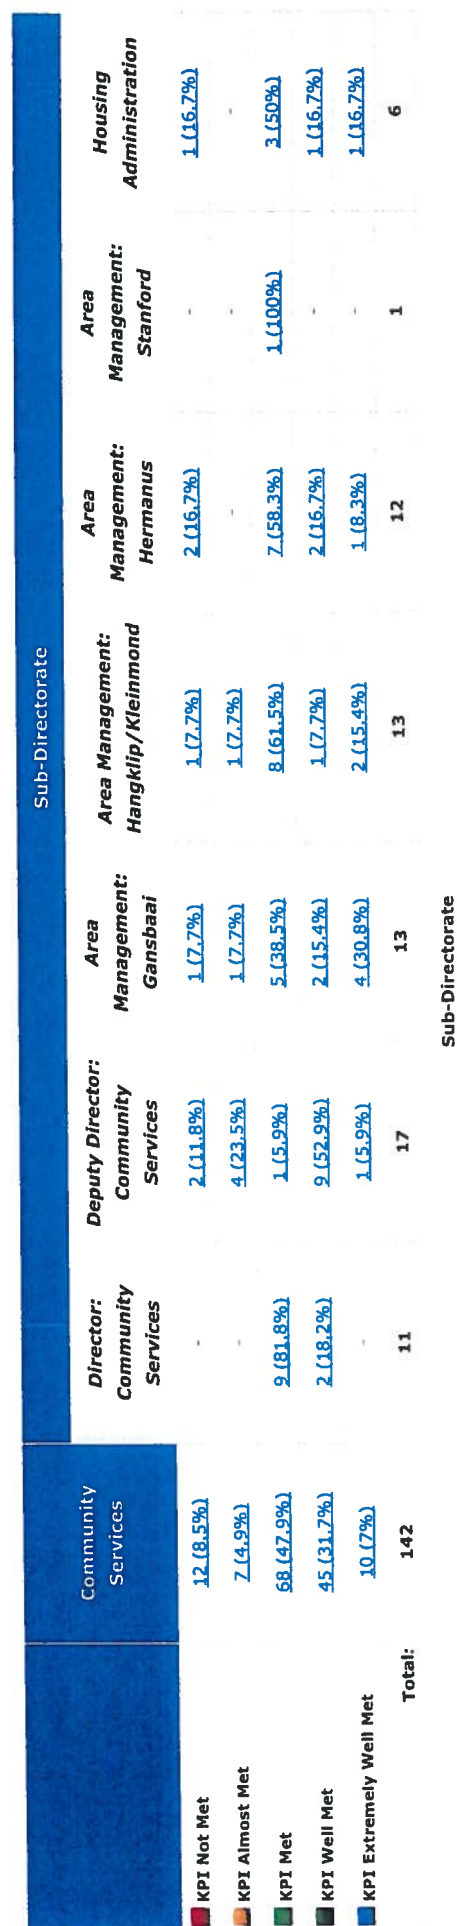 Sub-Directorate
Community
Services
Director:
Community
Services
Deputy Director:
Community
Services
Area
Management:
Gansbaai
Area Management:
Hangklip/Kleinmond
Area
Management:
Hermanus
Area
Management:
Stanford
Housing
Administration
KPI Not Met 12 (8.5%) - 2 (11.8%) 1 (7.7%) 1 (7.7%) 2 (16.7%) - 1 (16.7%)
KPI Almost Met 7 (4.9%) - 4 (23.5%) 1 (7.7%) 1 (7.7%) - - -
KPI Met 68 (47.9%) 9 (81.8%) 1 (5.9%) 5 (38.5%) 8 (61.5%) 7 (58.3%) 1 (100%) 3 (50%)
KPI Well Met 45 (31.7%) 2 (18.2%) 9 (52.9%) 2 (15.4%) 1 (7.7%) 2 (16.7%) - 1 (16.7%)
KPI Extremely Well Met 10 (7%) - 1 (5.9%) 4 (30.8%) 2 (15.4%) 1 (8.3%) - 1 (16.7%)
Total: 142 11 17 13 13 12 1 6
Sub-Directorate